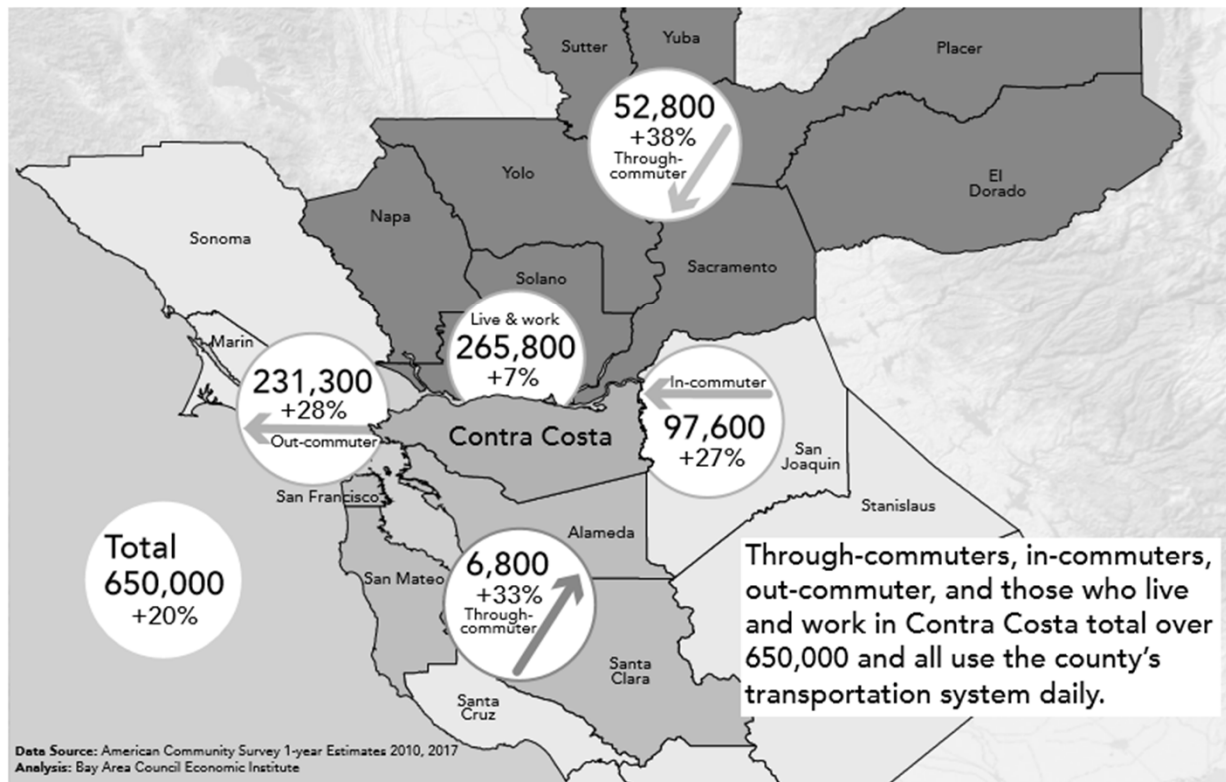 Sutter
Yuba
Placer
52,800
+38%
Through-
commuter
Yolo
El
Dorado
Napa
Sonoma
Solano
Sacramento
Live & work
265,800
+7%
Marin
231,300
+28%
Out-commuter
In-commuter
97,600
+27%
Contra Costa
San
Joaquin
San Francisco
Stanislaus
Alameda
Total
650,000
+20%
San Mateo
6,800
+33%
Through-
commuter
Through-commuters, in-commuters,
out-commuter, and those who live
and work in Contra Costa total over
650,000 and all use the county’s
transportation system daily.
Santa
Clara
Santa
Cruz
Data Source: American Community Survey 1-year Estimates 2010, 2017
Analysis: Bay Area Council Economic Institute